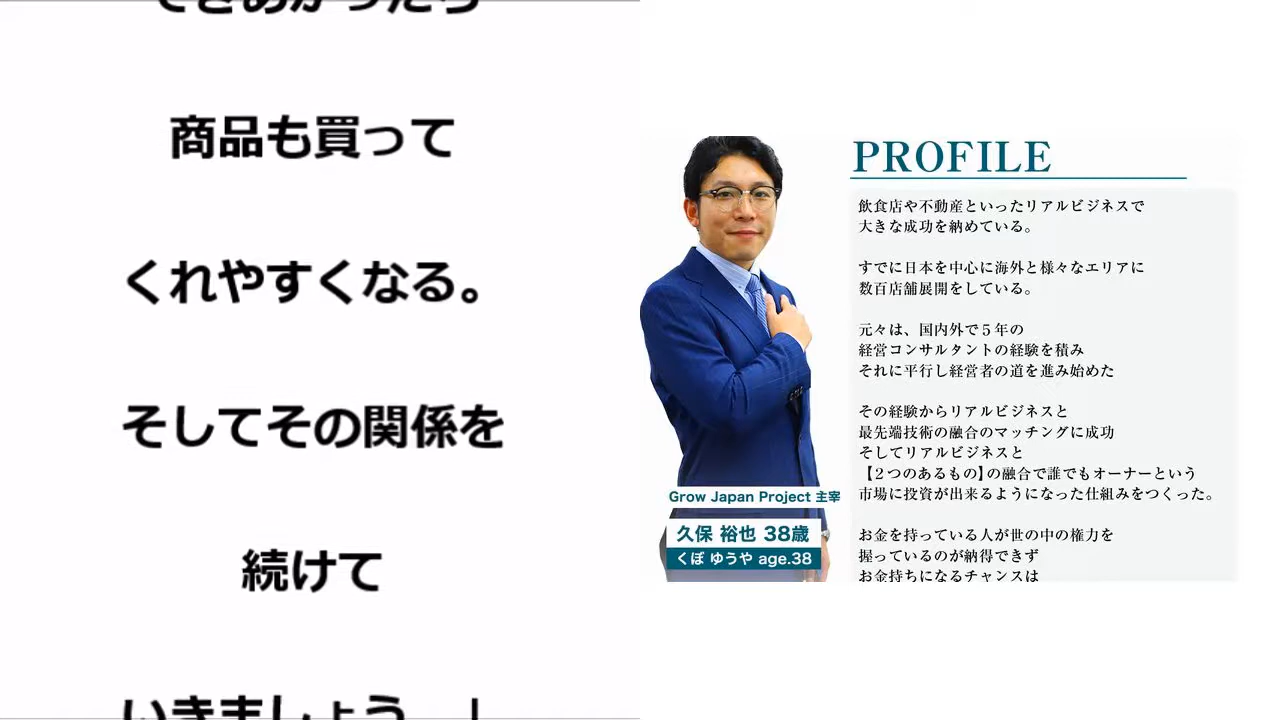 できあがったら
商品も買って
くれやすくなる。
そしてその関係を
続けて
いきましょう。」
PROFILE
飲食店や不動産といったリアルビジネスで
大きな成功を納めている。
すでに日本を中心に海外と様々なエリアに
数百店舗展開をしている。
元々は、国内外で５年の
経営コンサルタントの経験を積み
それに平行し経営者の道を進み始めた
その経験からリアルビジネスと
最先端技術の融合のマッチングに成功
そしてリアルビジネスと
【２つのあるもの】の融合で誰でもオーナーという
市場に投資が出来るようになった仕組みをつくった。
お金を持っている人が世の中の権力を
握っているのが納得できず
お金持ちになるチャンスは
Grow Japan Project 主宰
久保 裕也 38歳
くぼ ゆうや age.38